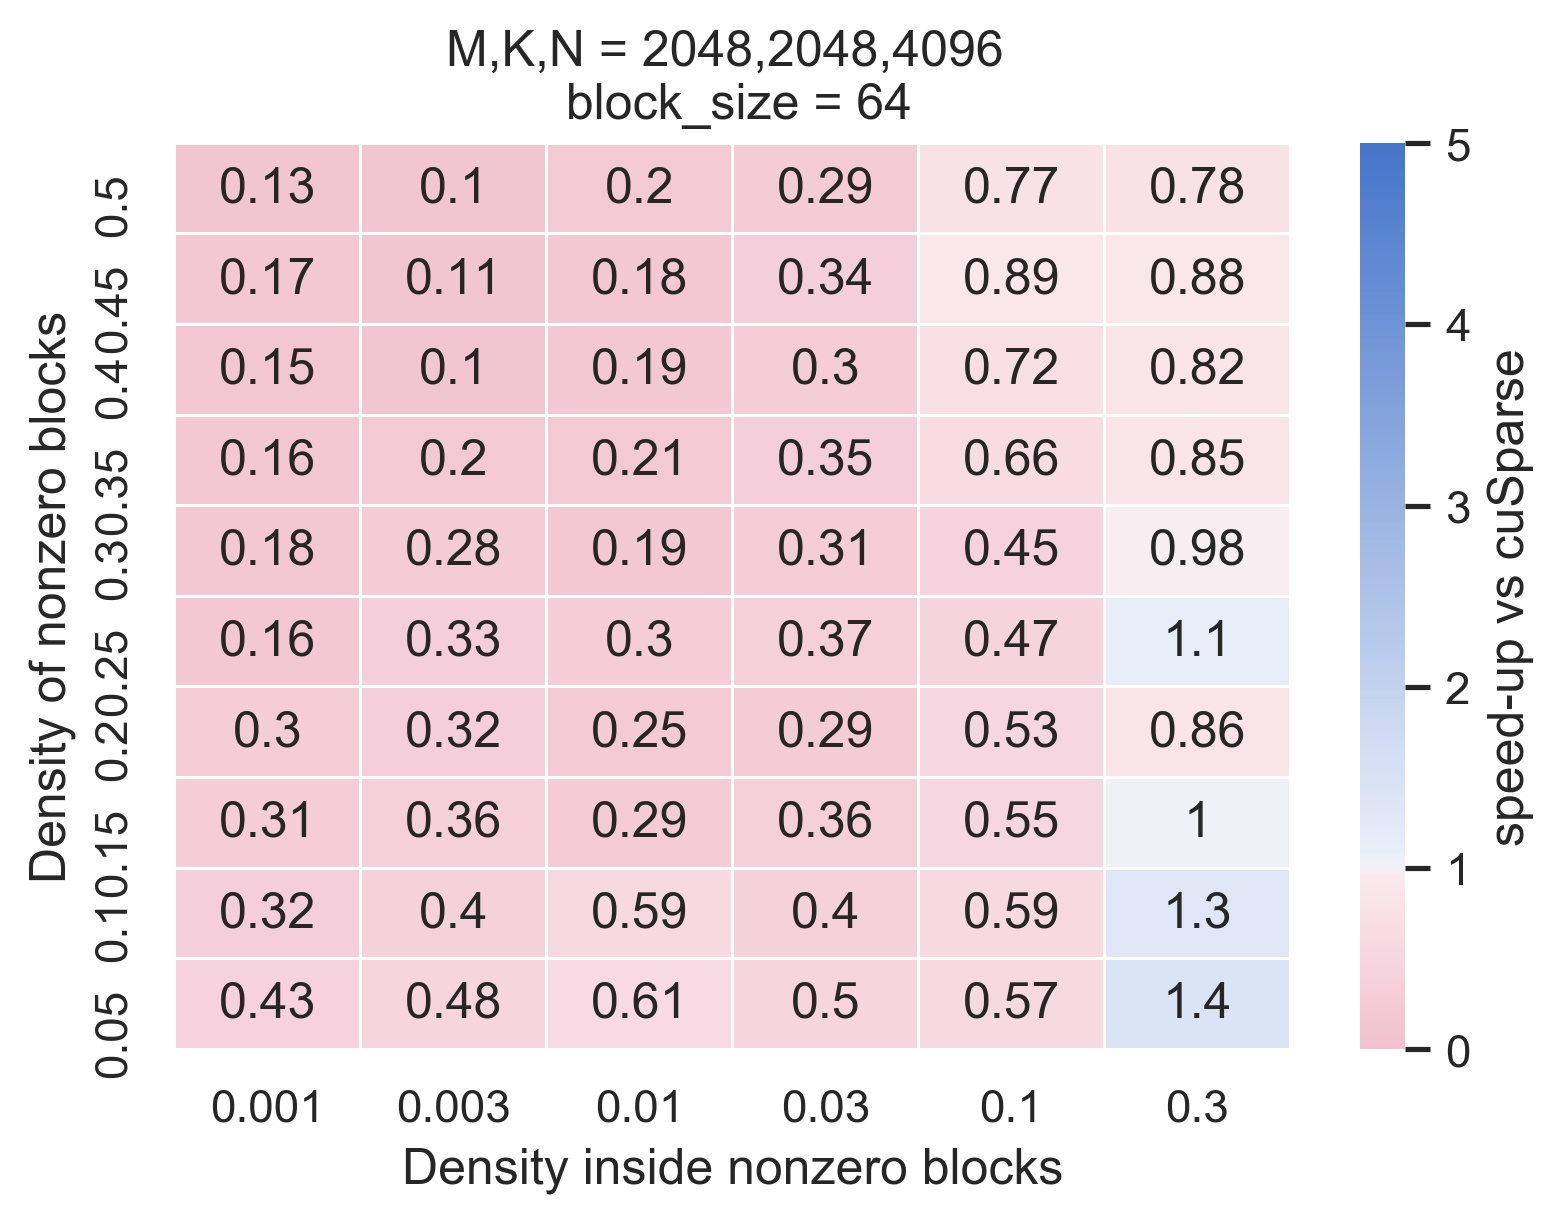 M,K,N = 2048,2048,4096
block_size = 64
Density of nonzero blocks
0.5 0.13 0.1 0.2 0.29 0.77 0.78
0.45 0.17 0.11 0.18 0.34 0.89 0.88
0.4 0.15 0.1 0.19 0.3 0.72 0.82
0.35 0.16 0.2 0.21 0.35 0.66 0.85
0.3 0.18 0.28 0.19 0.31 0.45 0.98
0.25 0.16 0.33 0.3 0.37 0.47 1.1
0.2 0.3 0.32 0.25 0.29 0.53 0.86
0.15 0.31 0.36 0.29 0.36 0.55 1
0.1 0.32 0.4 0.59 0.4 0.59 1.3
0.05 0.43 0.48 0.61 0.5 0.57 1.4
0.001 0.003 0.01 0.03 0.1 0.3
Density inside nonzero blocks
5
4
3
2
1
0
speed-up vs cuSparse